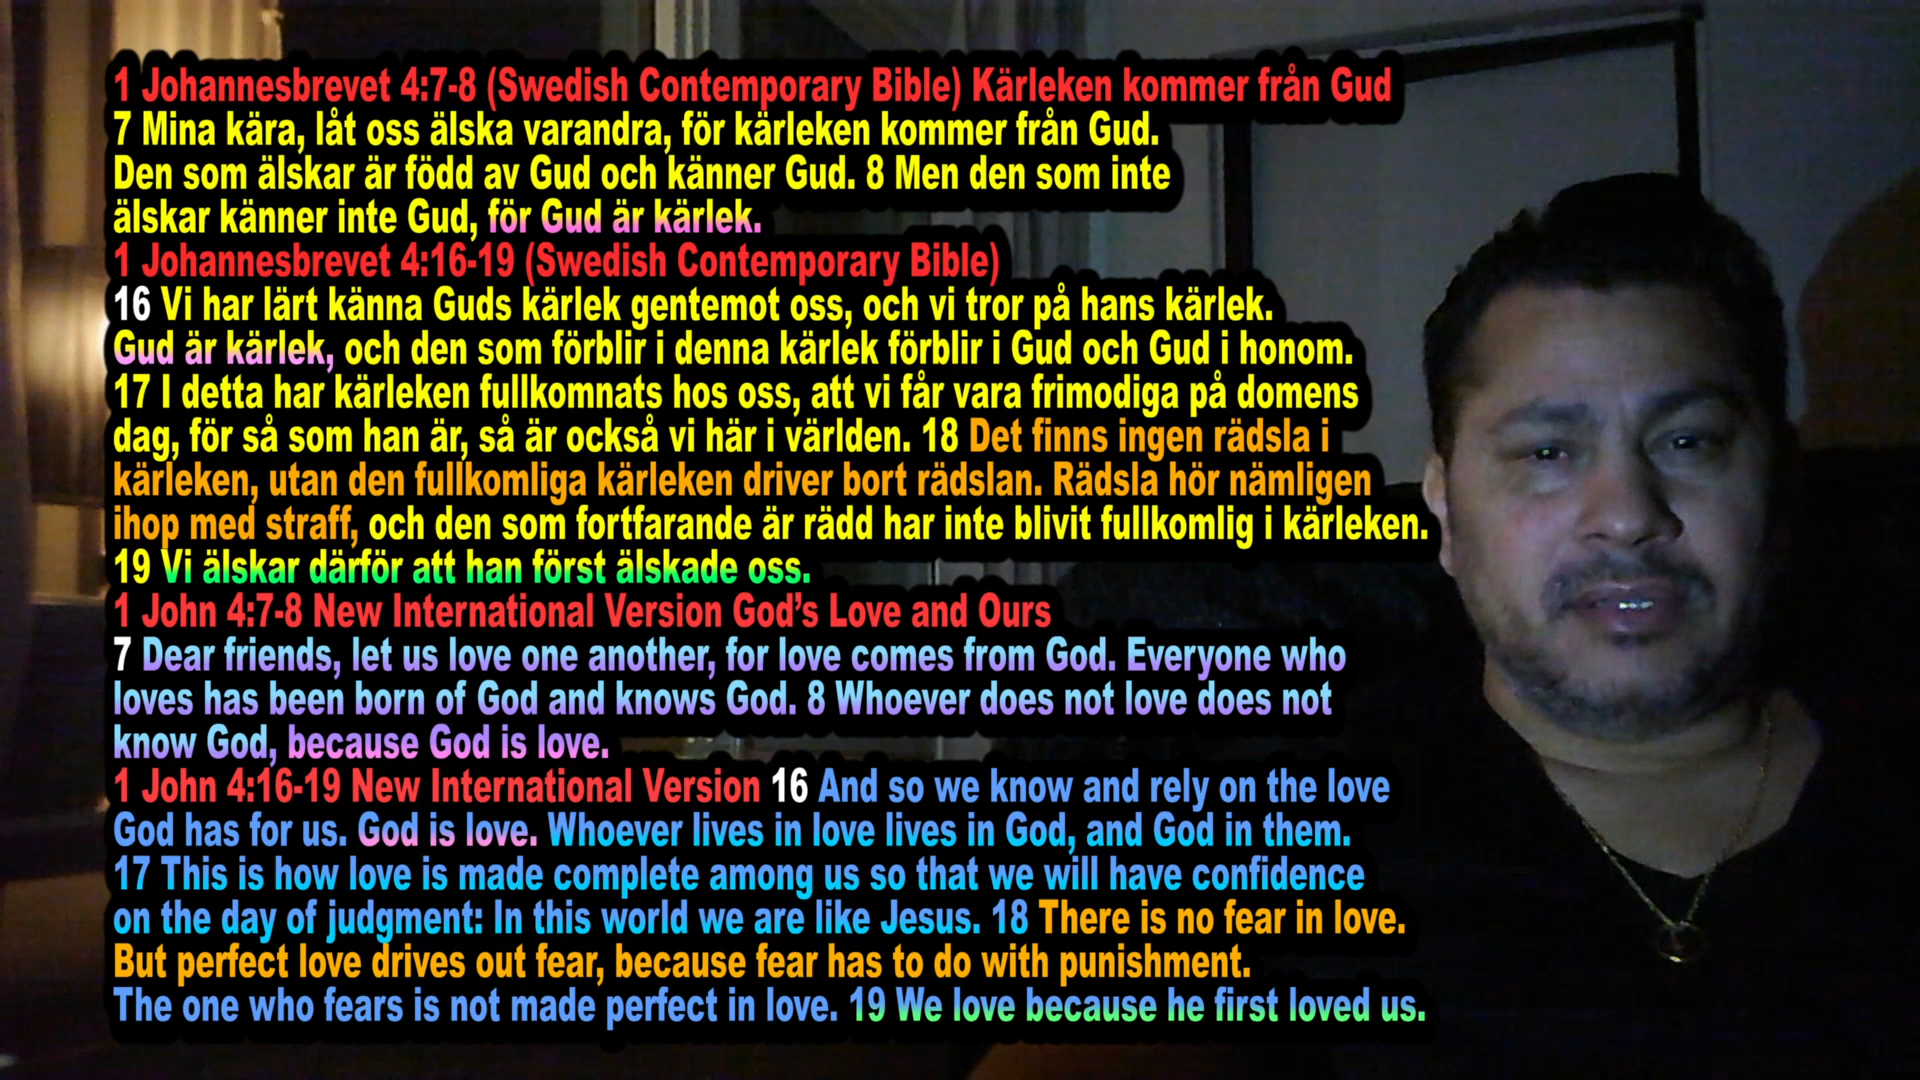 1 Johannesbrevet 4:7-8 (Swedish Contemporary Bible) Kärleken kommer från Gud
7 Mina kära, låt oss älska varandra, för kärleken kommer från Gud.
Den som älskar är född av Gud och känner Gud. 8 Men den som inte
älskar känner inte Gud, för Gud är kärlek.
1 Johannesbrevet 4:16-19 (Swedish Contemporary Bible)
16 Vi har lärt känna Guds kärlek gentemot oss, och vi tror på hans kärlek.
Gud är kärlek, och den som förblir i denna kärlek förblir i Gud och Gud i honom.
17 I detta har kärleken fullkomnats hos oss, att vi får vara frimodiga på domens
dag, för så som han är, så är också vi här i världen. 18 Det finns ingen rädsla i
kärleken, utan den fullkomliga kärleken driver bort rädslan. Rädsla hör nämligen
ihop med straff, och den som fortfarande är rädd har inte blivit fullkomlig i kärleken.
19 Vi älskar därför att han först älskade oss.
1 John 4:7-8 New International Version God’s Love and Ours
7 Dear friends, let us love one another, for love comes from God. Everyone who
loves has been born of God and knows God. 8 Whoever does not love does not
know God, because God is love.
1 John 4:16-19 New International Version 16 And so we know and rely on the love
God has for us. God is love. Whoever lives in love lives in God, and God in them.
17 This is how love is made complete among us so that we will have confidence
on the day of judgment: In this world we are like Jesus. 18 There is no fear in love.
But perfect love drives out fear, because fear has to do with punishment.
The one who fears is not made perfect in love. 19 We love because he first loved us.